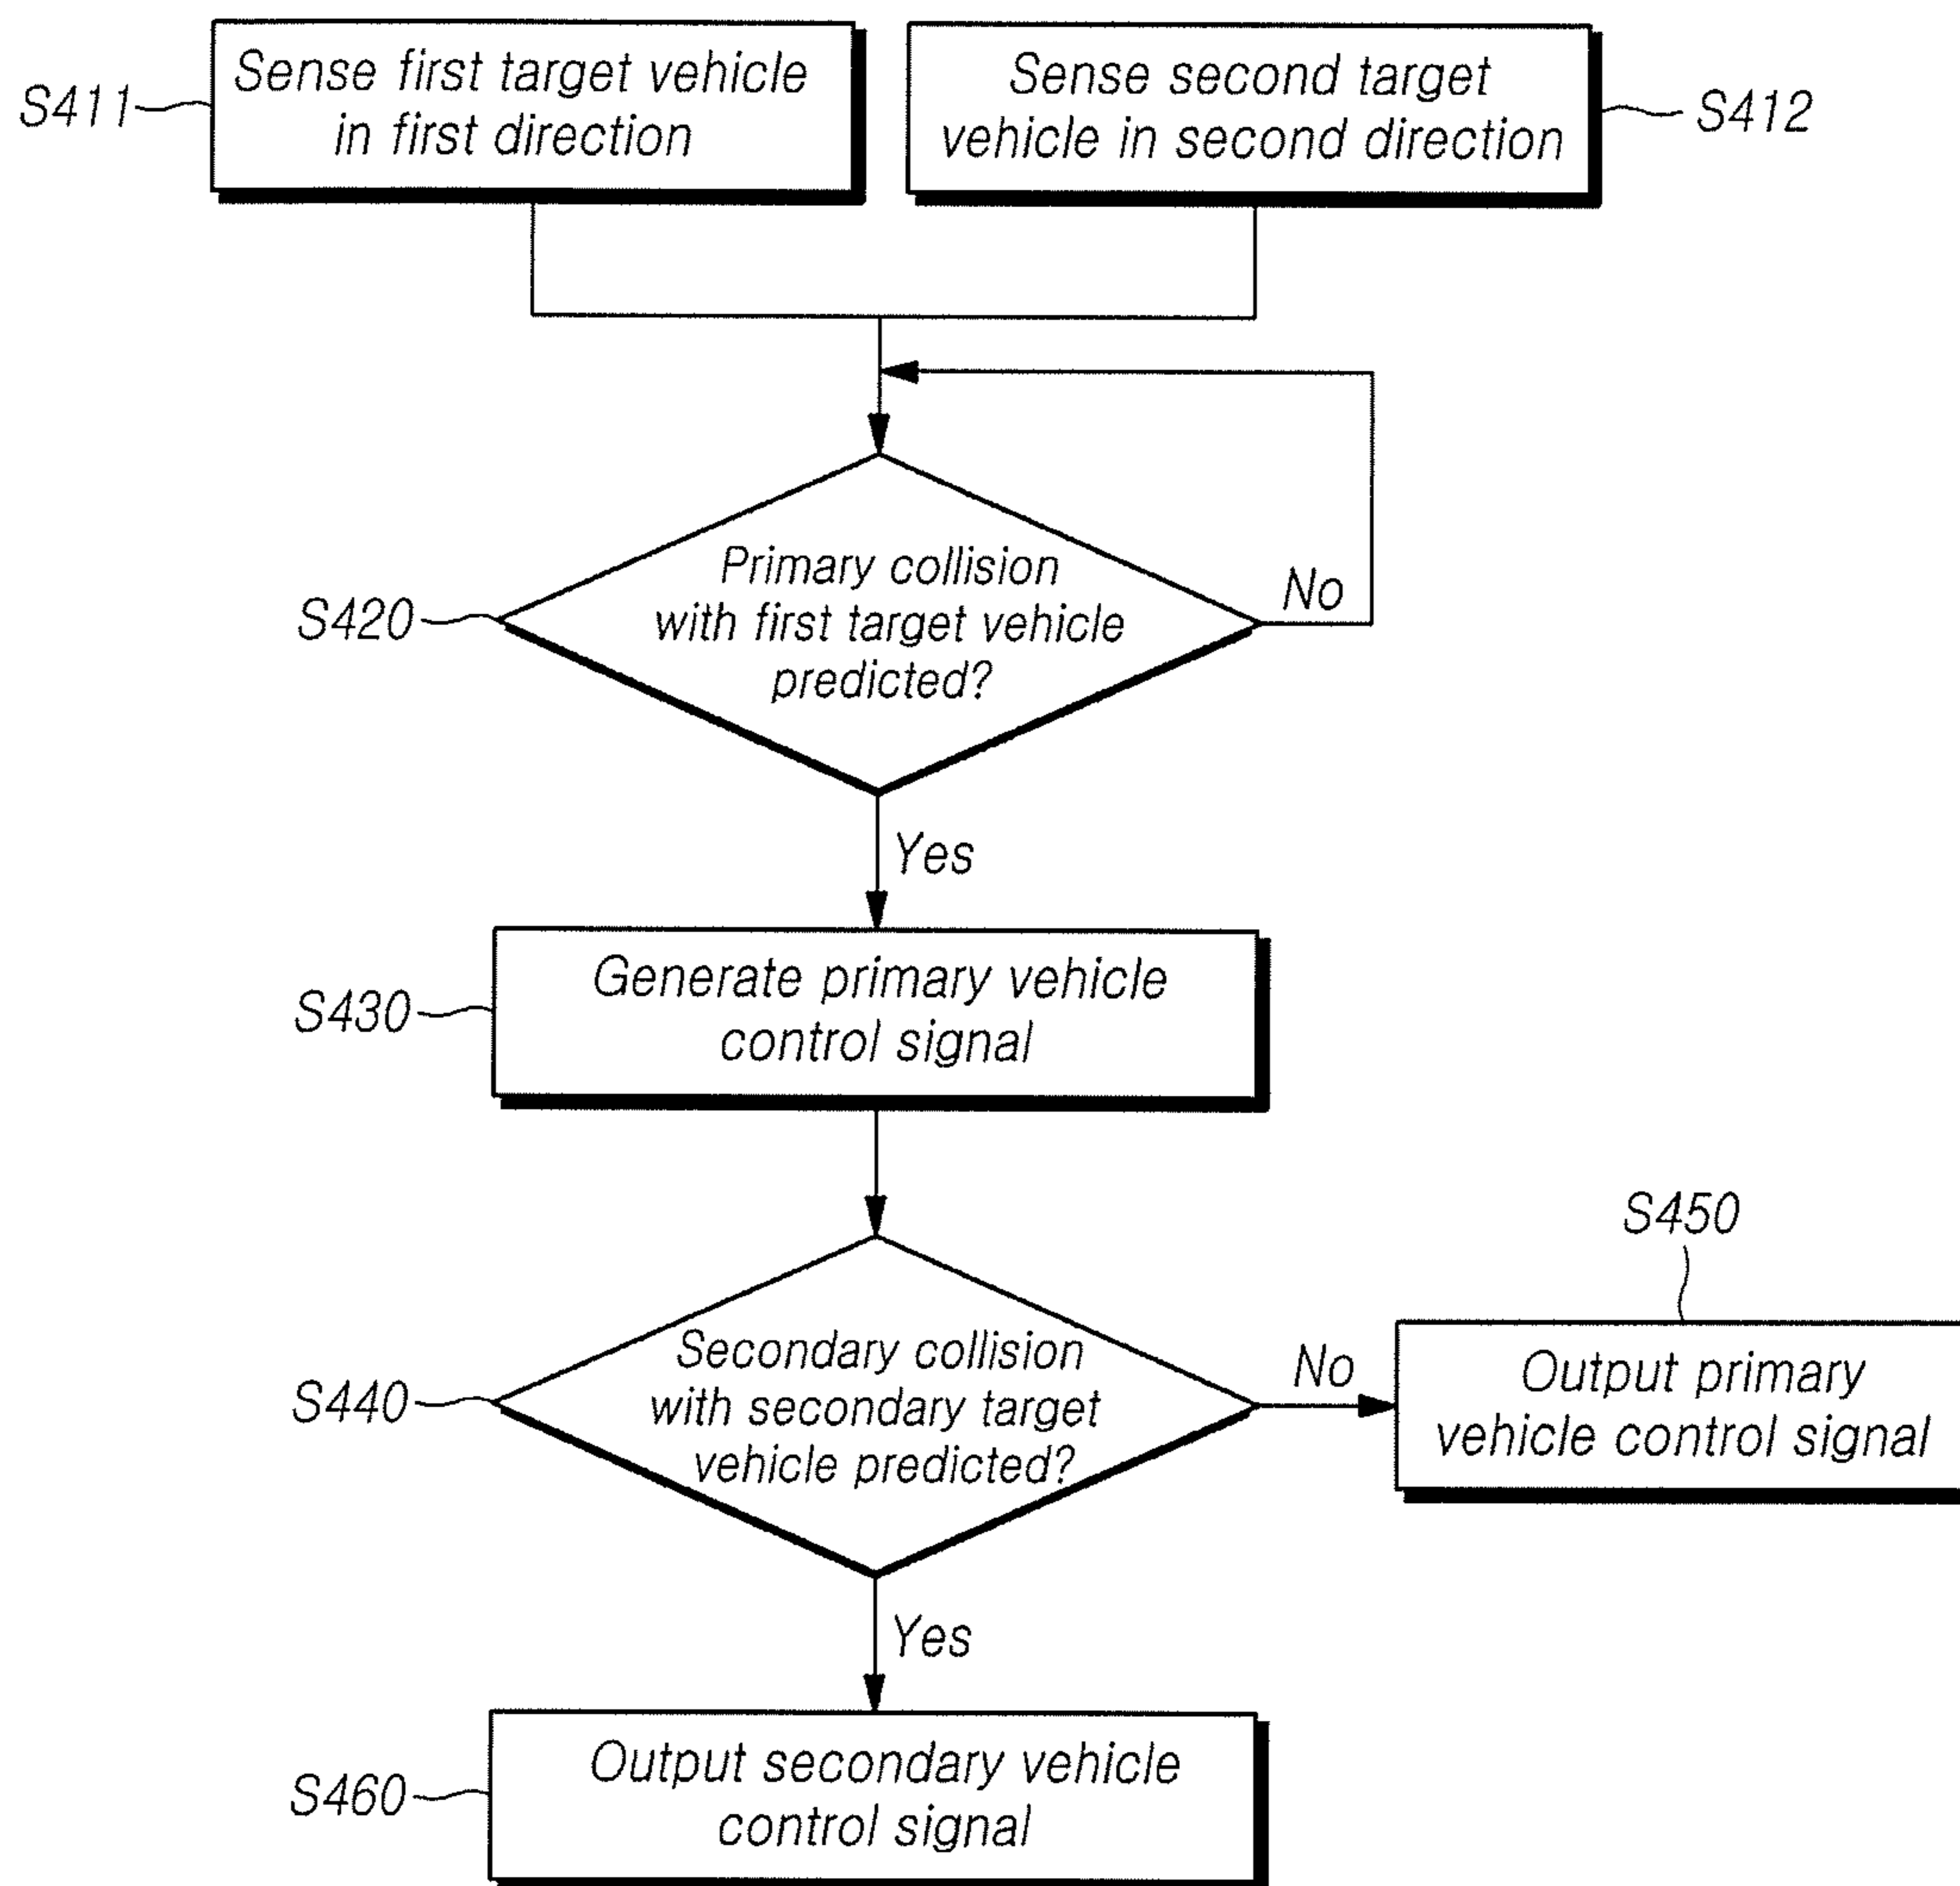 S411
Sense first target vehicle
in first direction
Sense second target
vehicle in second direction
S412
S420
Primary collision
with first target vehicle
predicted?
No
Yes
S430
Generate primary vehicle
control signal
S440
Secondary collision
with secondary target
vehicle predicted?
No
S450
Output primary
vehicle control signal
Yes
S460
Output secondary vehicle
control signal